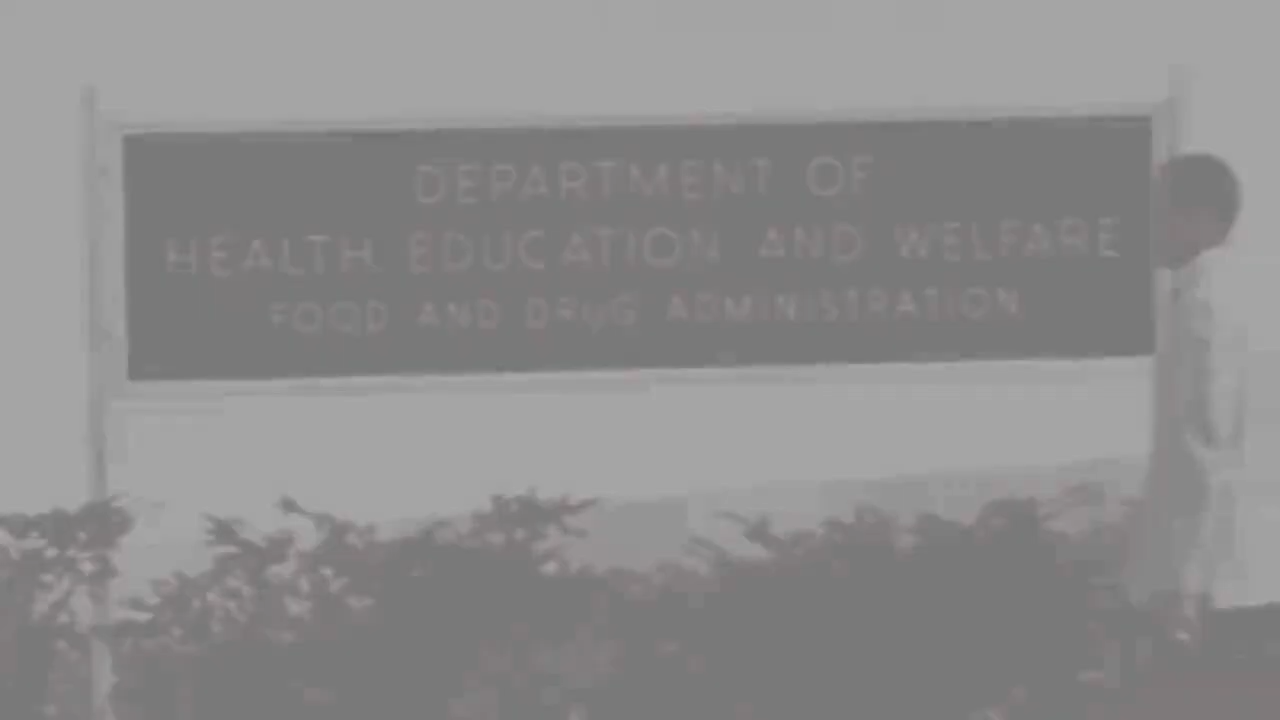 DEPARTMENT OF
HEALTH EDUCATION AND WELFARE
FOOD AND DRUG ADMINISTRATION